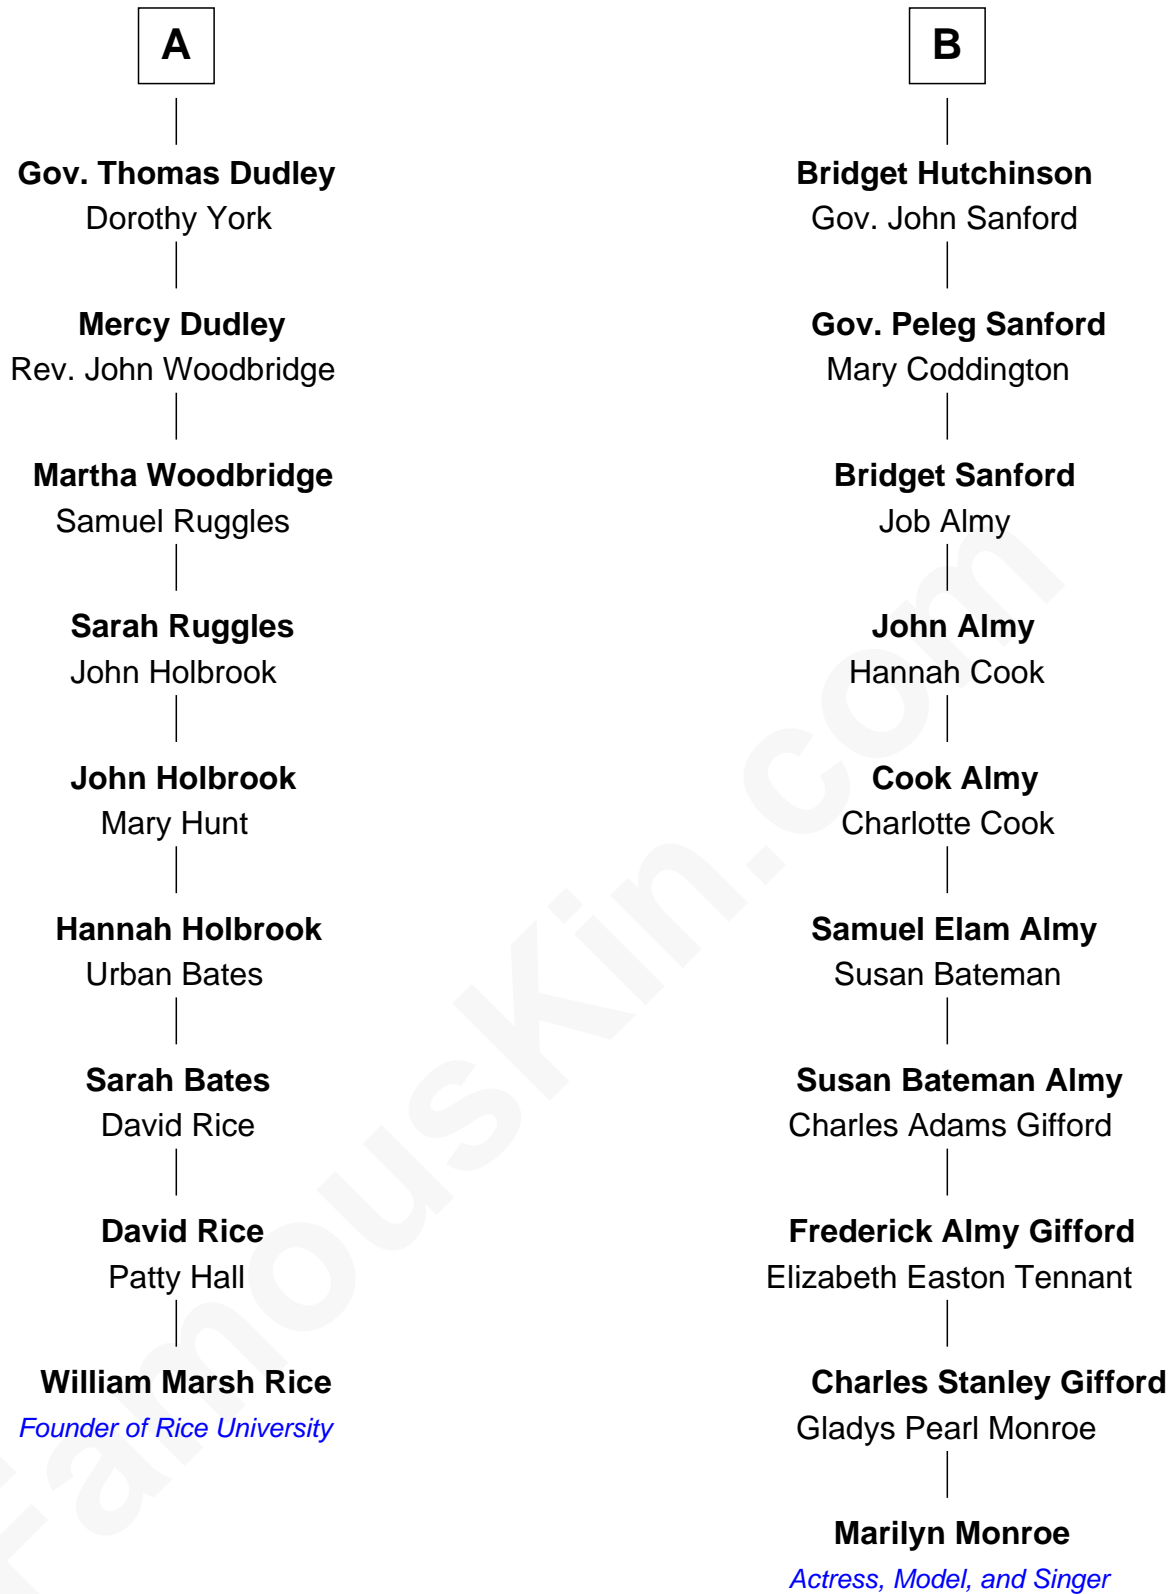 A
Gov. Thomas Dudley
Dorothy York
Mercy Dudley
Rev. John Woodbridge
Martha Woodbridge
Samuel Ruggles
Sarah Ruggles
John Holbrook
John Holbrook
Mary Hunt
Hannah Holbrook
Urban Bates
Sarah Bates
David Rice
David Rice
Patty Hall
William Marsh Rice
Founder of Rice University
B
Bridget Hutchinson
Gov. John Sanford
Gov. Peleg Sanford
Mary Coddington
Bridget Sanford
Job Almy
John Almy
Hannah Cook
Cook Almy
Charlotte Cook
Samuel Elam Almy
Susan Bateman
Susan Bateman Almy
Charles Adams Gifford
Frederick Almy Gifford
Elizabeth Easton Tennant
Charles Stanley Gifford
Gladys Pearl Monroe
Marilyn Monroe
Actress, Model, and Singer
FamousKin.com